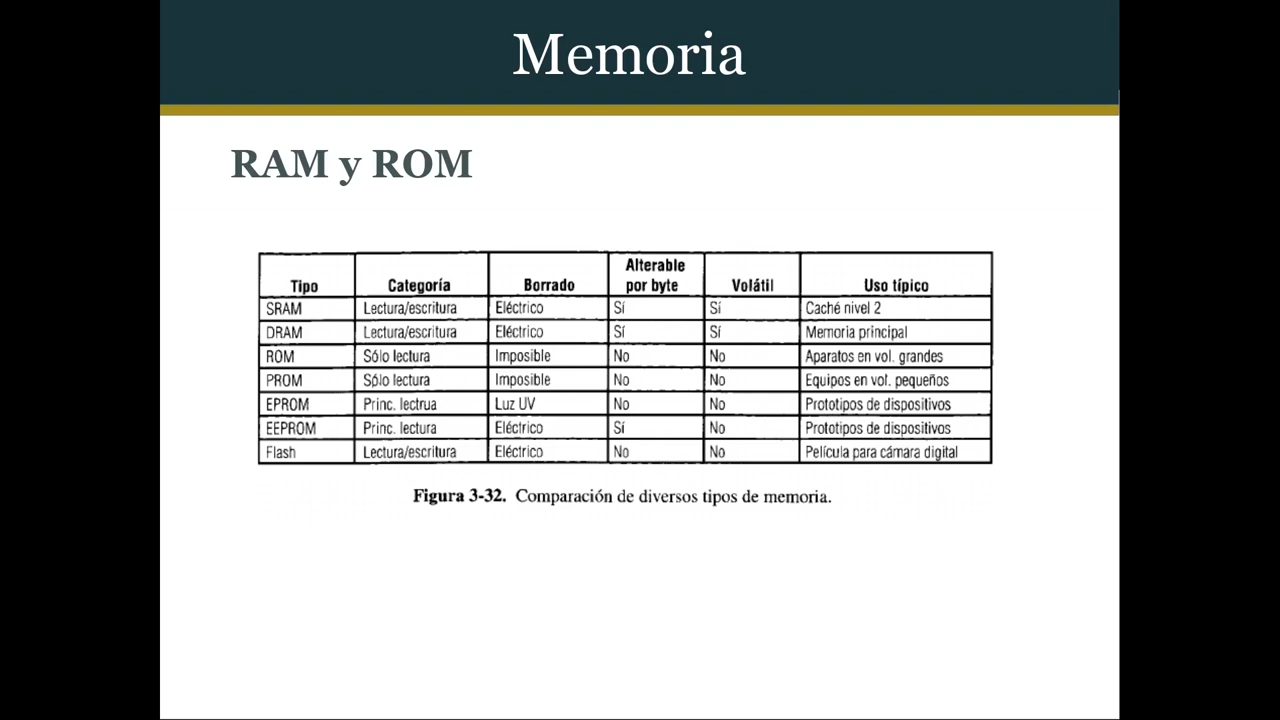 Memoria
RAM y ROM
Tipo Categoría Borrado Alterable por byte Volátil Uso típico
SRAM Lectura/escritura Eléctrico Sí Sí Caché nivel 2
DRAM Lectura/escritura Eléctrico Sí Sí Memoria principal
ROM Sólo lectura Imposible No No Aparatos en vol. grandes
PROM Sólo lectura Imposible No No Equipos en vol. pequeños
EPROM Princ. lectrua Luz UV No No Prototipos de dispositivos
EEPROM Princ. lectura Eléctrico Sí No Prototipos de dispositivos
Flash Lectura/escritura Eléctrico No No Película para cámara digital
Figura 3-32. Comparación de diversos tipos de memoria.